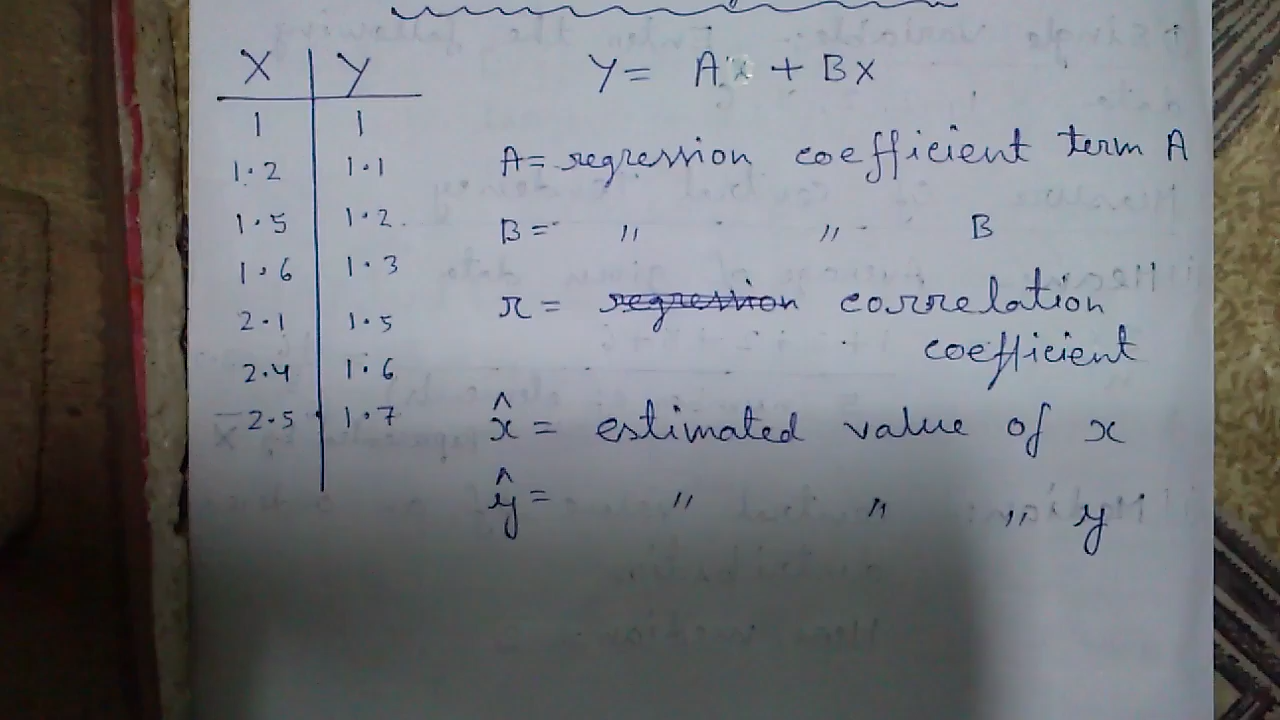 X | Y
1 | 1
1.2 | 1.1
1.5 | 1.2
1.6 | 1.3
2.1 | 1.5
2.4 | 1.6
2.5 | 1.7
Y = A + BX
A = regression coefficient term A
B = " " B
r = ~~regression~~ correlation
coefficient
x̂ = estimated value of x
ŷ = " " " y